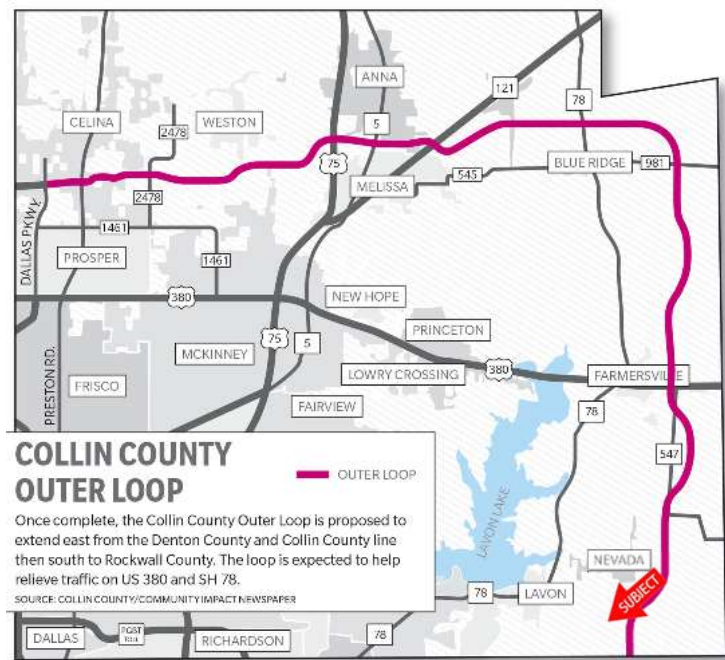 ANNA
121
78
CELINA
WESTON
2478
5
75
BLUE RIDGE
981
MELISSA
545
2478
DALLAS PKWY.
1461
PROSPER
1461
380
NEW HOPE
PRINCETON
75
5
MCKINNEY
LOWRY CROSSING
380
FARMERSVILLE
PRESTON RD.
FRISCO
FAIRVIEW
78
547
COLLIN COUNTY
OUTER LOOP
OUTER LOOP
Once complete, the Collin County Outer Loop is proposed to
extend east from the Denton County and Collin County line
then south to Rockwall County. The loop is expected to help
relieve traffic on US 380 and SH 78.
SOURCE: COLLIN COUNTY/COMMUNITY IMPACT NEWSPAPER
LAVON LAKE
NEVADA
SUBJECT
78
LAVON
DALLAS
PGBT
RICHARDSON
78